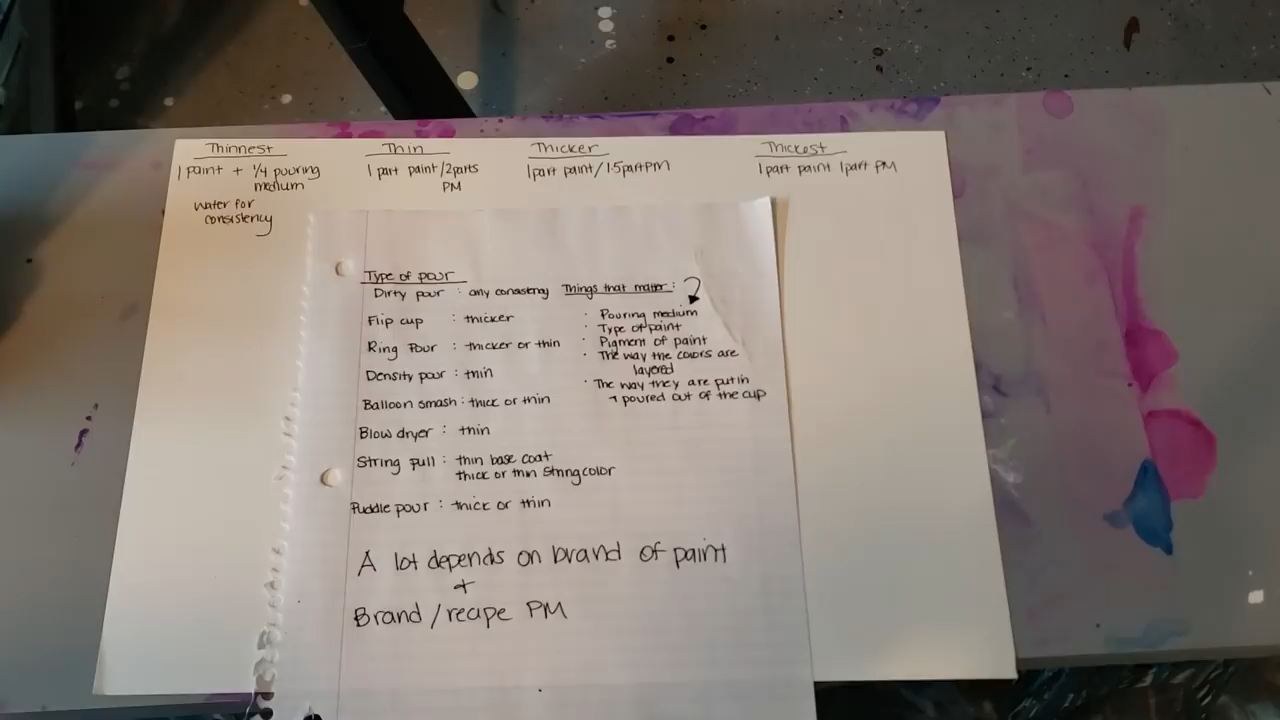 Thinnest
1 paint + 1/4 pouring
medium
water for
consistency
Thin
1 part paint/2parts
PM
Thicker
1part paint/1.5partPM
Thickest
1part paint 1part PM
Type of pour
Dirty pour : any consistency
Flip cup : thicker
Ring Pour : thicker or thin
Density pour : thin
Balloon smash : thick or thin
Blow dryer : thin
String pull : thin base coat
thick or thin string color
Puddle pour : thick or thin
Things that matter :
· Pouring medium
· Type of paint
· Pigment of paint
· The way the colors are
layered
· The way they are put in
+ poured out of the cup
A lot depends on brand of paint
+
Brand/recipe PM